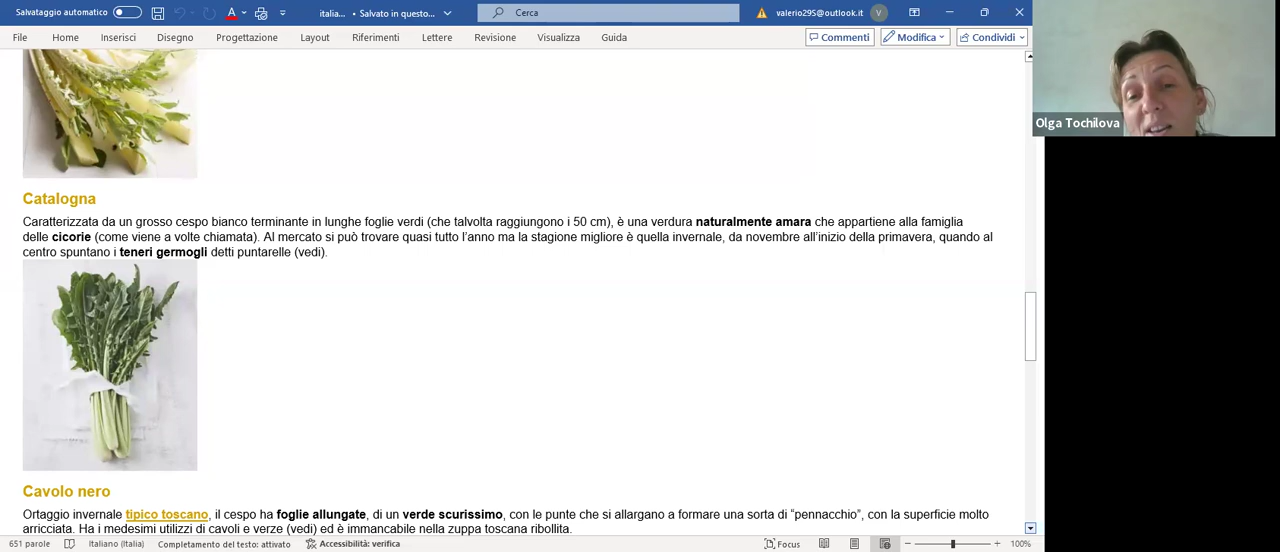 Salvataggio automatico
A
italia... • Salvato in questo...
Cerca
valerio295@outlook.it
V
File Home Inserisci Disegno Progettazione Layout Riferimenti Lettere Revisione Visualizza Guida
Commenti Modifica Condividi
Olga Tochilova
Catalogna
Caratterizzata da un grosso cespo bianco terminante in lunghe foglie verdi (che talvolta raggiungono i 50 cm), è una verdura naturalmente amara che appartiene alla famiglia
delle cicorie (come viene a volte chiamata). Al mercato si può trovare quasi tutto l’anno ma la stagione migliore è quella invernale, da novembre all’inizio della primavera, quando al
centro spuntano i teneri germogli detti puntarelle (vedi).
Cavolo nero
Ortaggio invernale tipico toscano, il cespo ha foglie allungate, di un verde scurissimo, con le punte che si allargano a formare una sorta di “pennacchio”, con la superficie molto
arricciata. Ha i medesimi utilizzi di cavoli e verze (vedi) ed è immancabile nella zuppa toscana ribollita.
651 parole Italiano (Italia) Completamento del testo: attivato Accessibilità: verifica Focus 100%